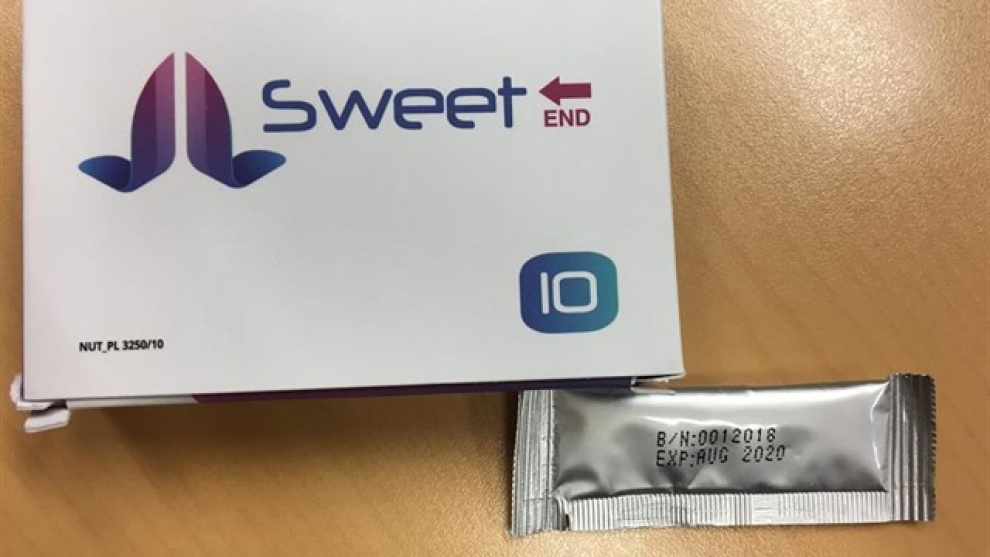 Sweet
END
10
NUT_PL 3250/10
B/N:0012018
EXP:AUG 2020